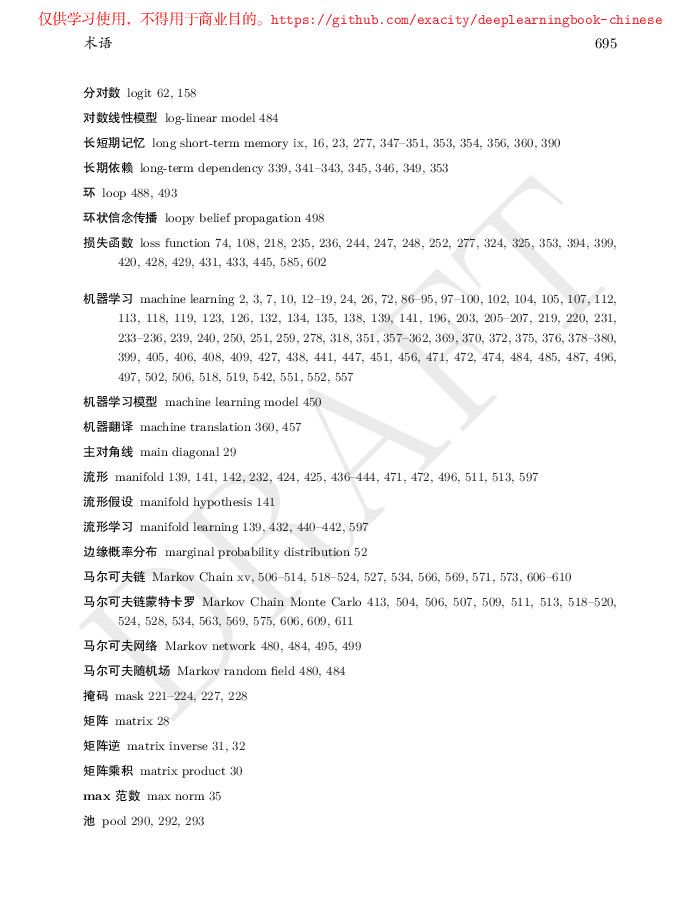 仅供学习使用，不得用于商业目的。https://github.com/exacity/deeplearningbook-chinese
术语 695
分对数 logit 62, 158
对数线性模型 log-linear model 484
长短期记忆 long short-term memory ix, 16, 23, 277, 347–351, 353, 354, 356, 360, 390
长期依赖 long-term dependency 339, 341–343, 345, 346, 349, 353
环 loop 488, 493
环状信念传播 loopy belief propagation 498
损失函数 loss function 74, 108, 218, 235, 236, 244, 247, 248, 252, 277, 324, 325, 353, 394, 399,
420, 428, 429, 431, 433, 445, 585, 602
机器学习 machine learning 2, 3, 7, 10, 12–19, 24, 26, 72, 86–95, 97–100, 102, 104, 105, 107, 112,
113, 118, 119, 123, 126, 132, 134, 135, 138, 139, 141, 196, 203, 205–207, 219, 220, 231,
233–236, 239, 240, 250, 251, 259, 278, 318, 351, 357–362, 369, 370, 372, 375, 376, 378–380,
399, 405, 406, 408, 409, 427, 438, 441, 447, 451, 456, 471, 472, 474, 484, 485, 487, 496,
497, 502, 506, 518, 519, 542, 551, 552, 557
机器学习模型 machine learning model 450
机器翻译 machine translation 360, 457
主对角线 main diagonal 29
流形 manifold 139, 141, 142, 232, 424, 425, 436–444, 471, 472, 496, 511, 513, 597
流形假设 manifold hypothesis 141
流形学习 manifold learning 139, 432, 440–442, 597
边缘概率分布 marginal probability distribution 52
马尔可夫链 Markov Chain xv, 506–514, 518–524, 527, 534, 566, 569, 571, 573, 606–610
马尔可夫链蒙特卡罗 Markov Chain Monte Carlo 413, 504, 506, 507, 509, 511, 513, 518–520,
524, 528, 534, 563, 569, 575, 606, 609, 611
马尔可夫网络 Markov network 480, 484, 495, 499
马尔可夫随机场 Markov random field 480, 484
掩码 mask 221–224, 227, 228
矩阵 matrix 28
矩阵逆 matrix inverse 31, 32
矩阵乘积 matrix product 30
max 范数 max norm 35
池 pool 290, 292, 293
DRAFT